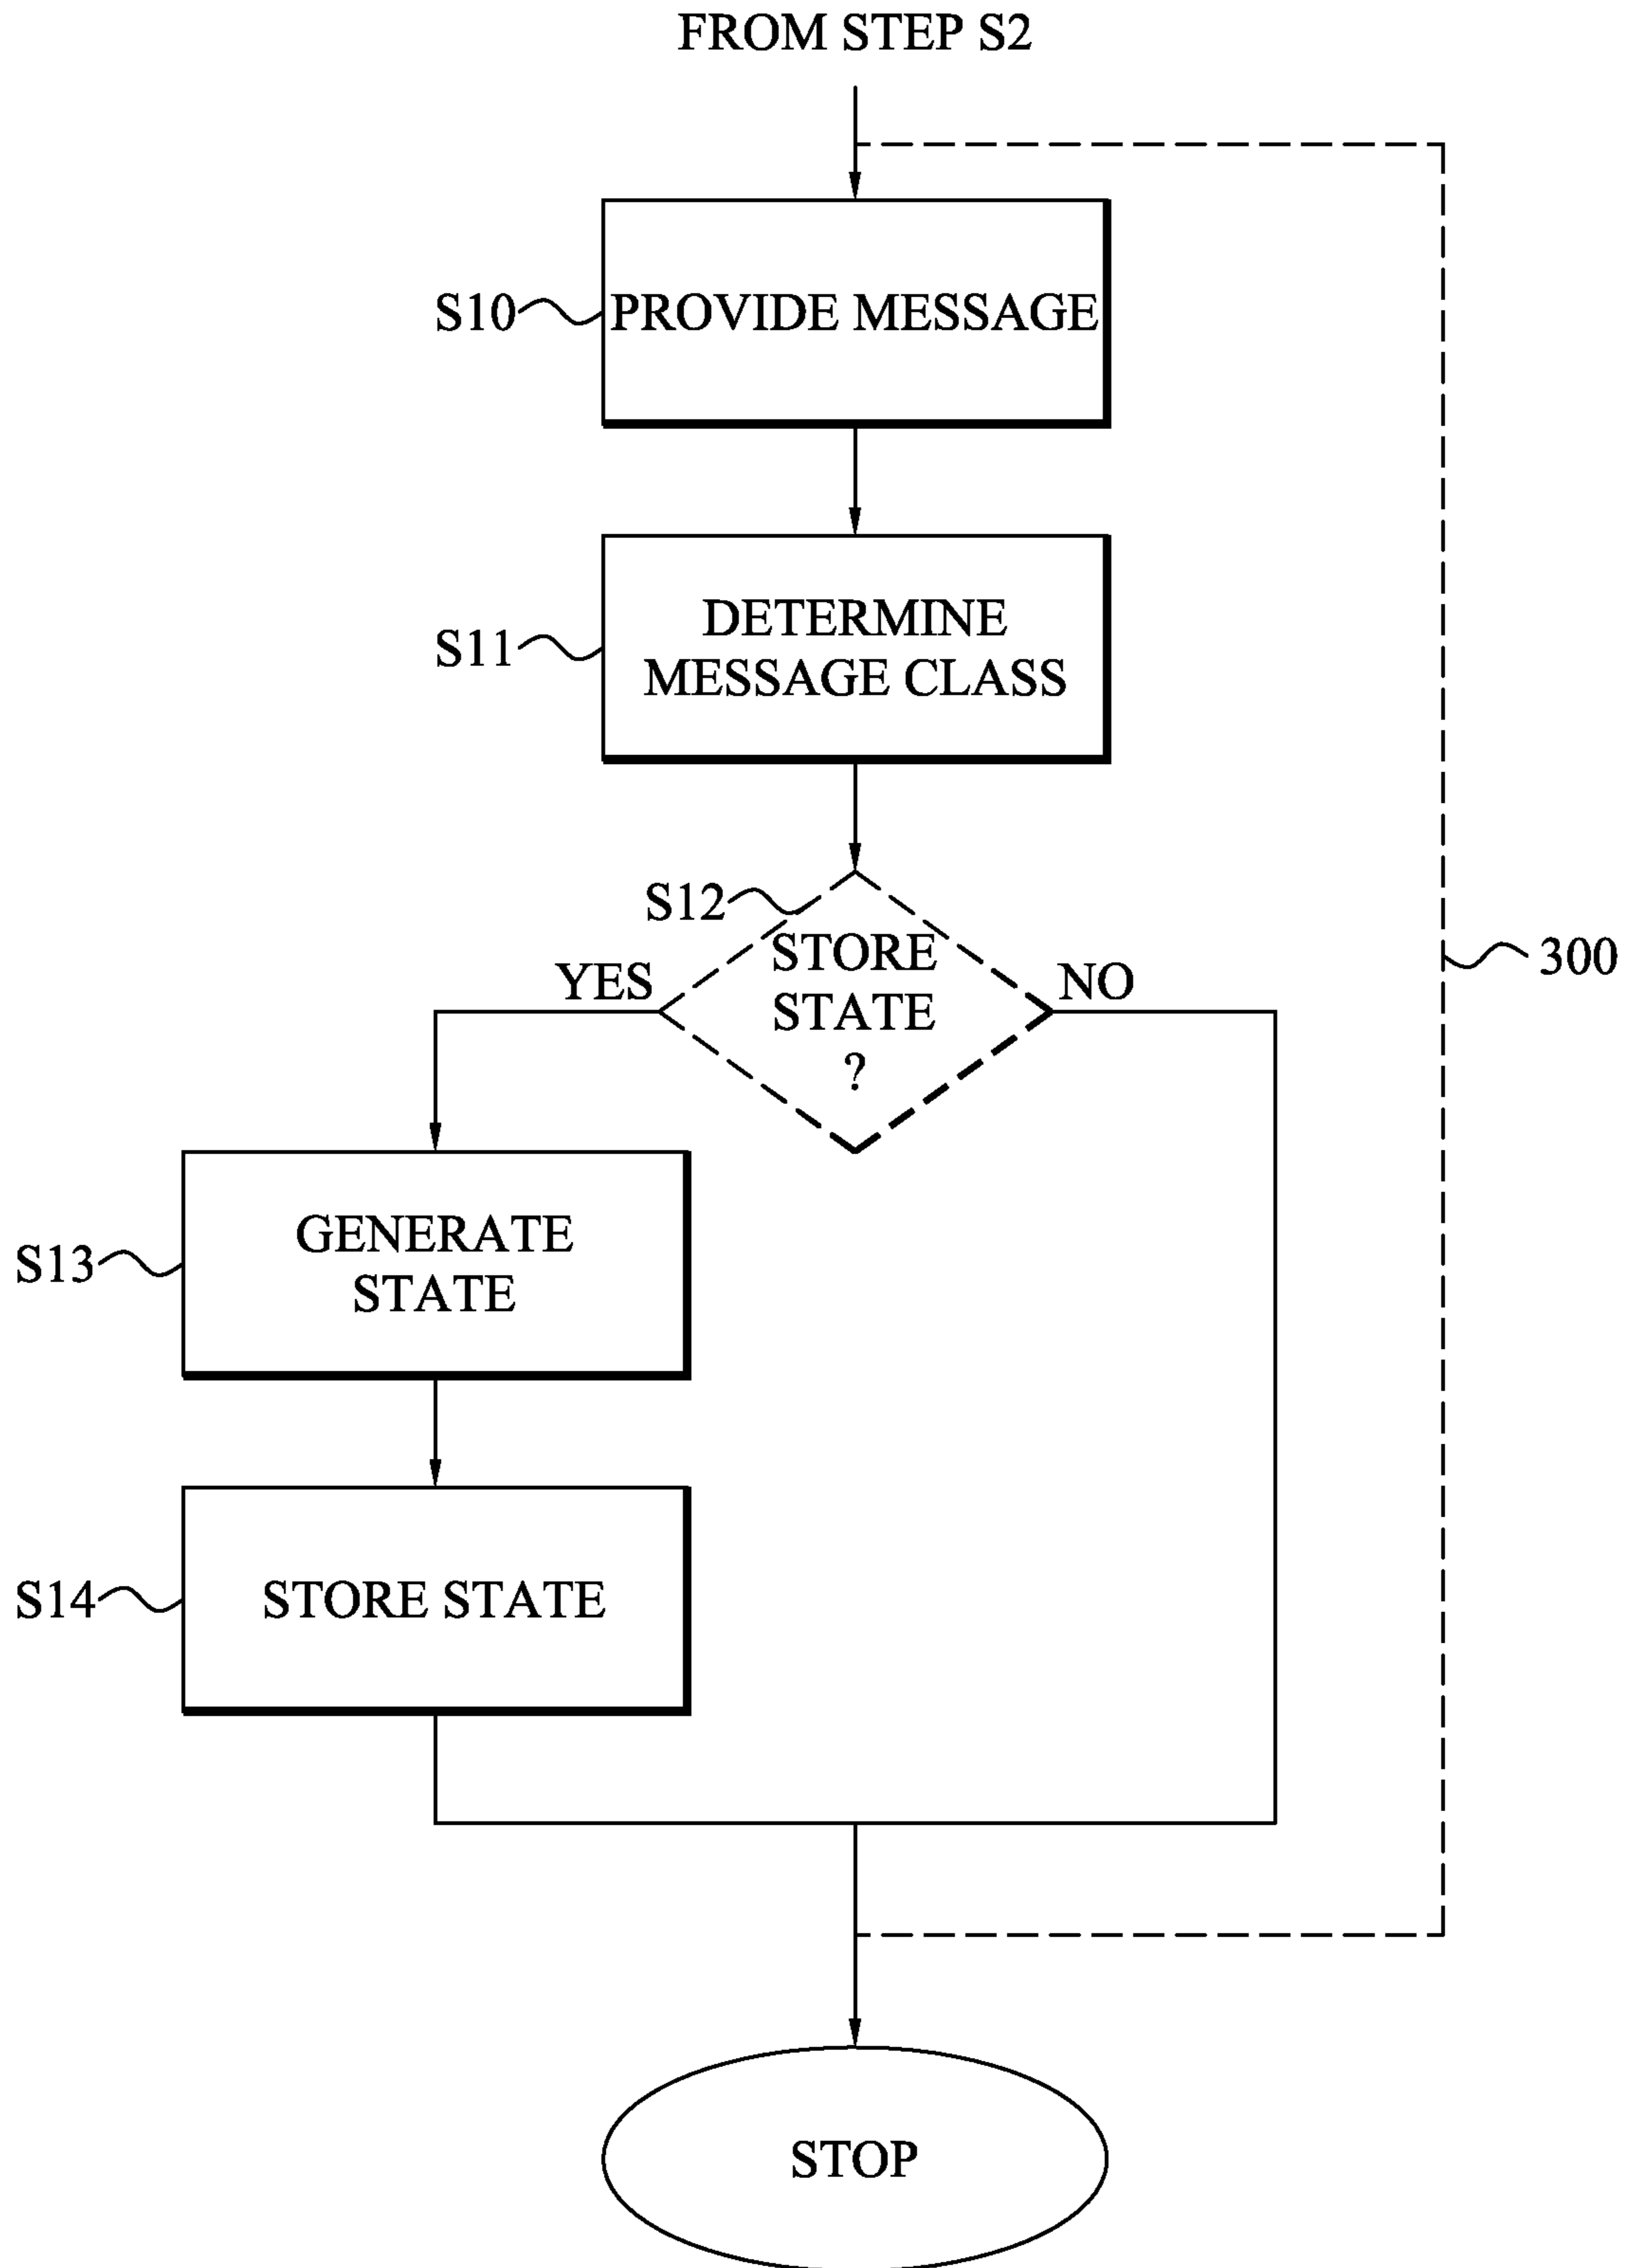 FROM STEP S2
S10
PROVIDE MESSAGE
S11
DETERMINE
MESSAGE CLASS
S12
STORE
STATE
?
YES
NO
300
S13
GENERATE
STATE
S14
STORE STATE
STOP